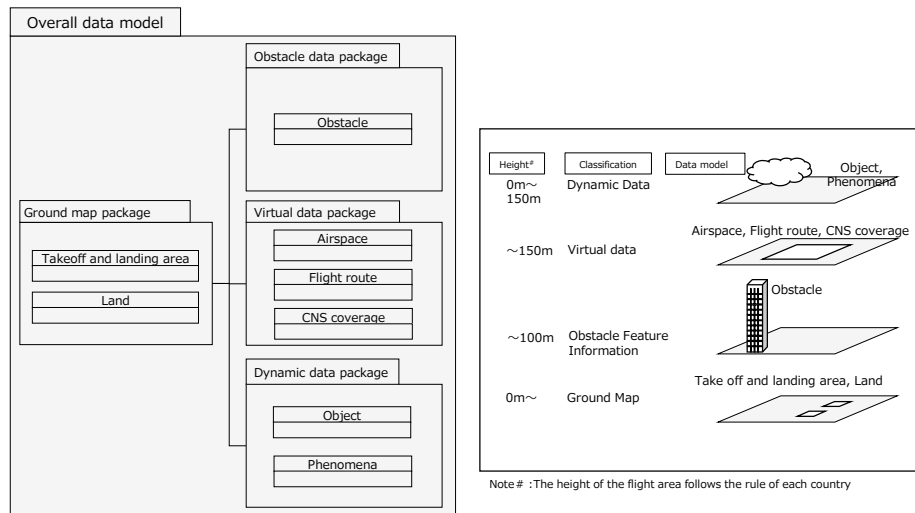 Overall data model
Obstacle data package
Obstacle
Ground map package
Takeoff and landing area
Land
Virtual data package
Airspace
Flight route
CNS coverage
Dynamic data package
Object
Phenomena
Height#
Classification
Data model
0m～
150m
Dynamic Data
Object,
Phenomena
～150m
Virtual data
Airspace, Flight route, CNS coverage
～100m
Obstacle Feature
Information
Obstacle
0m～
Ground Map
Take off and landing area, Land
Note # :The height of the flight area follows the rule of each country